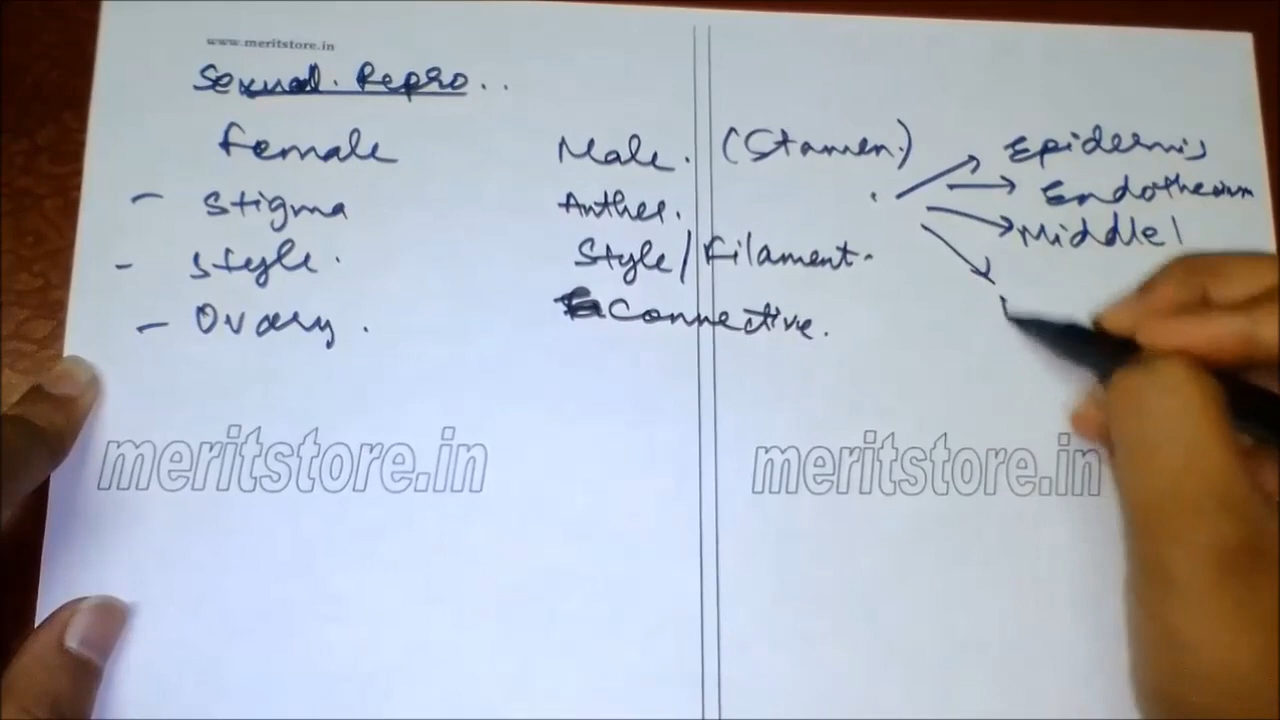 www.meritstore.in
Sexual. Repro..
Female Male. (Stamen.)
- Stigma Anther.
- Style. Style/Filament.
- Ovary. Connective.
Epidermis
Endothecium
Middle l
meritstore.in meritstore.in